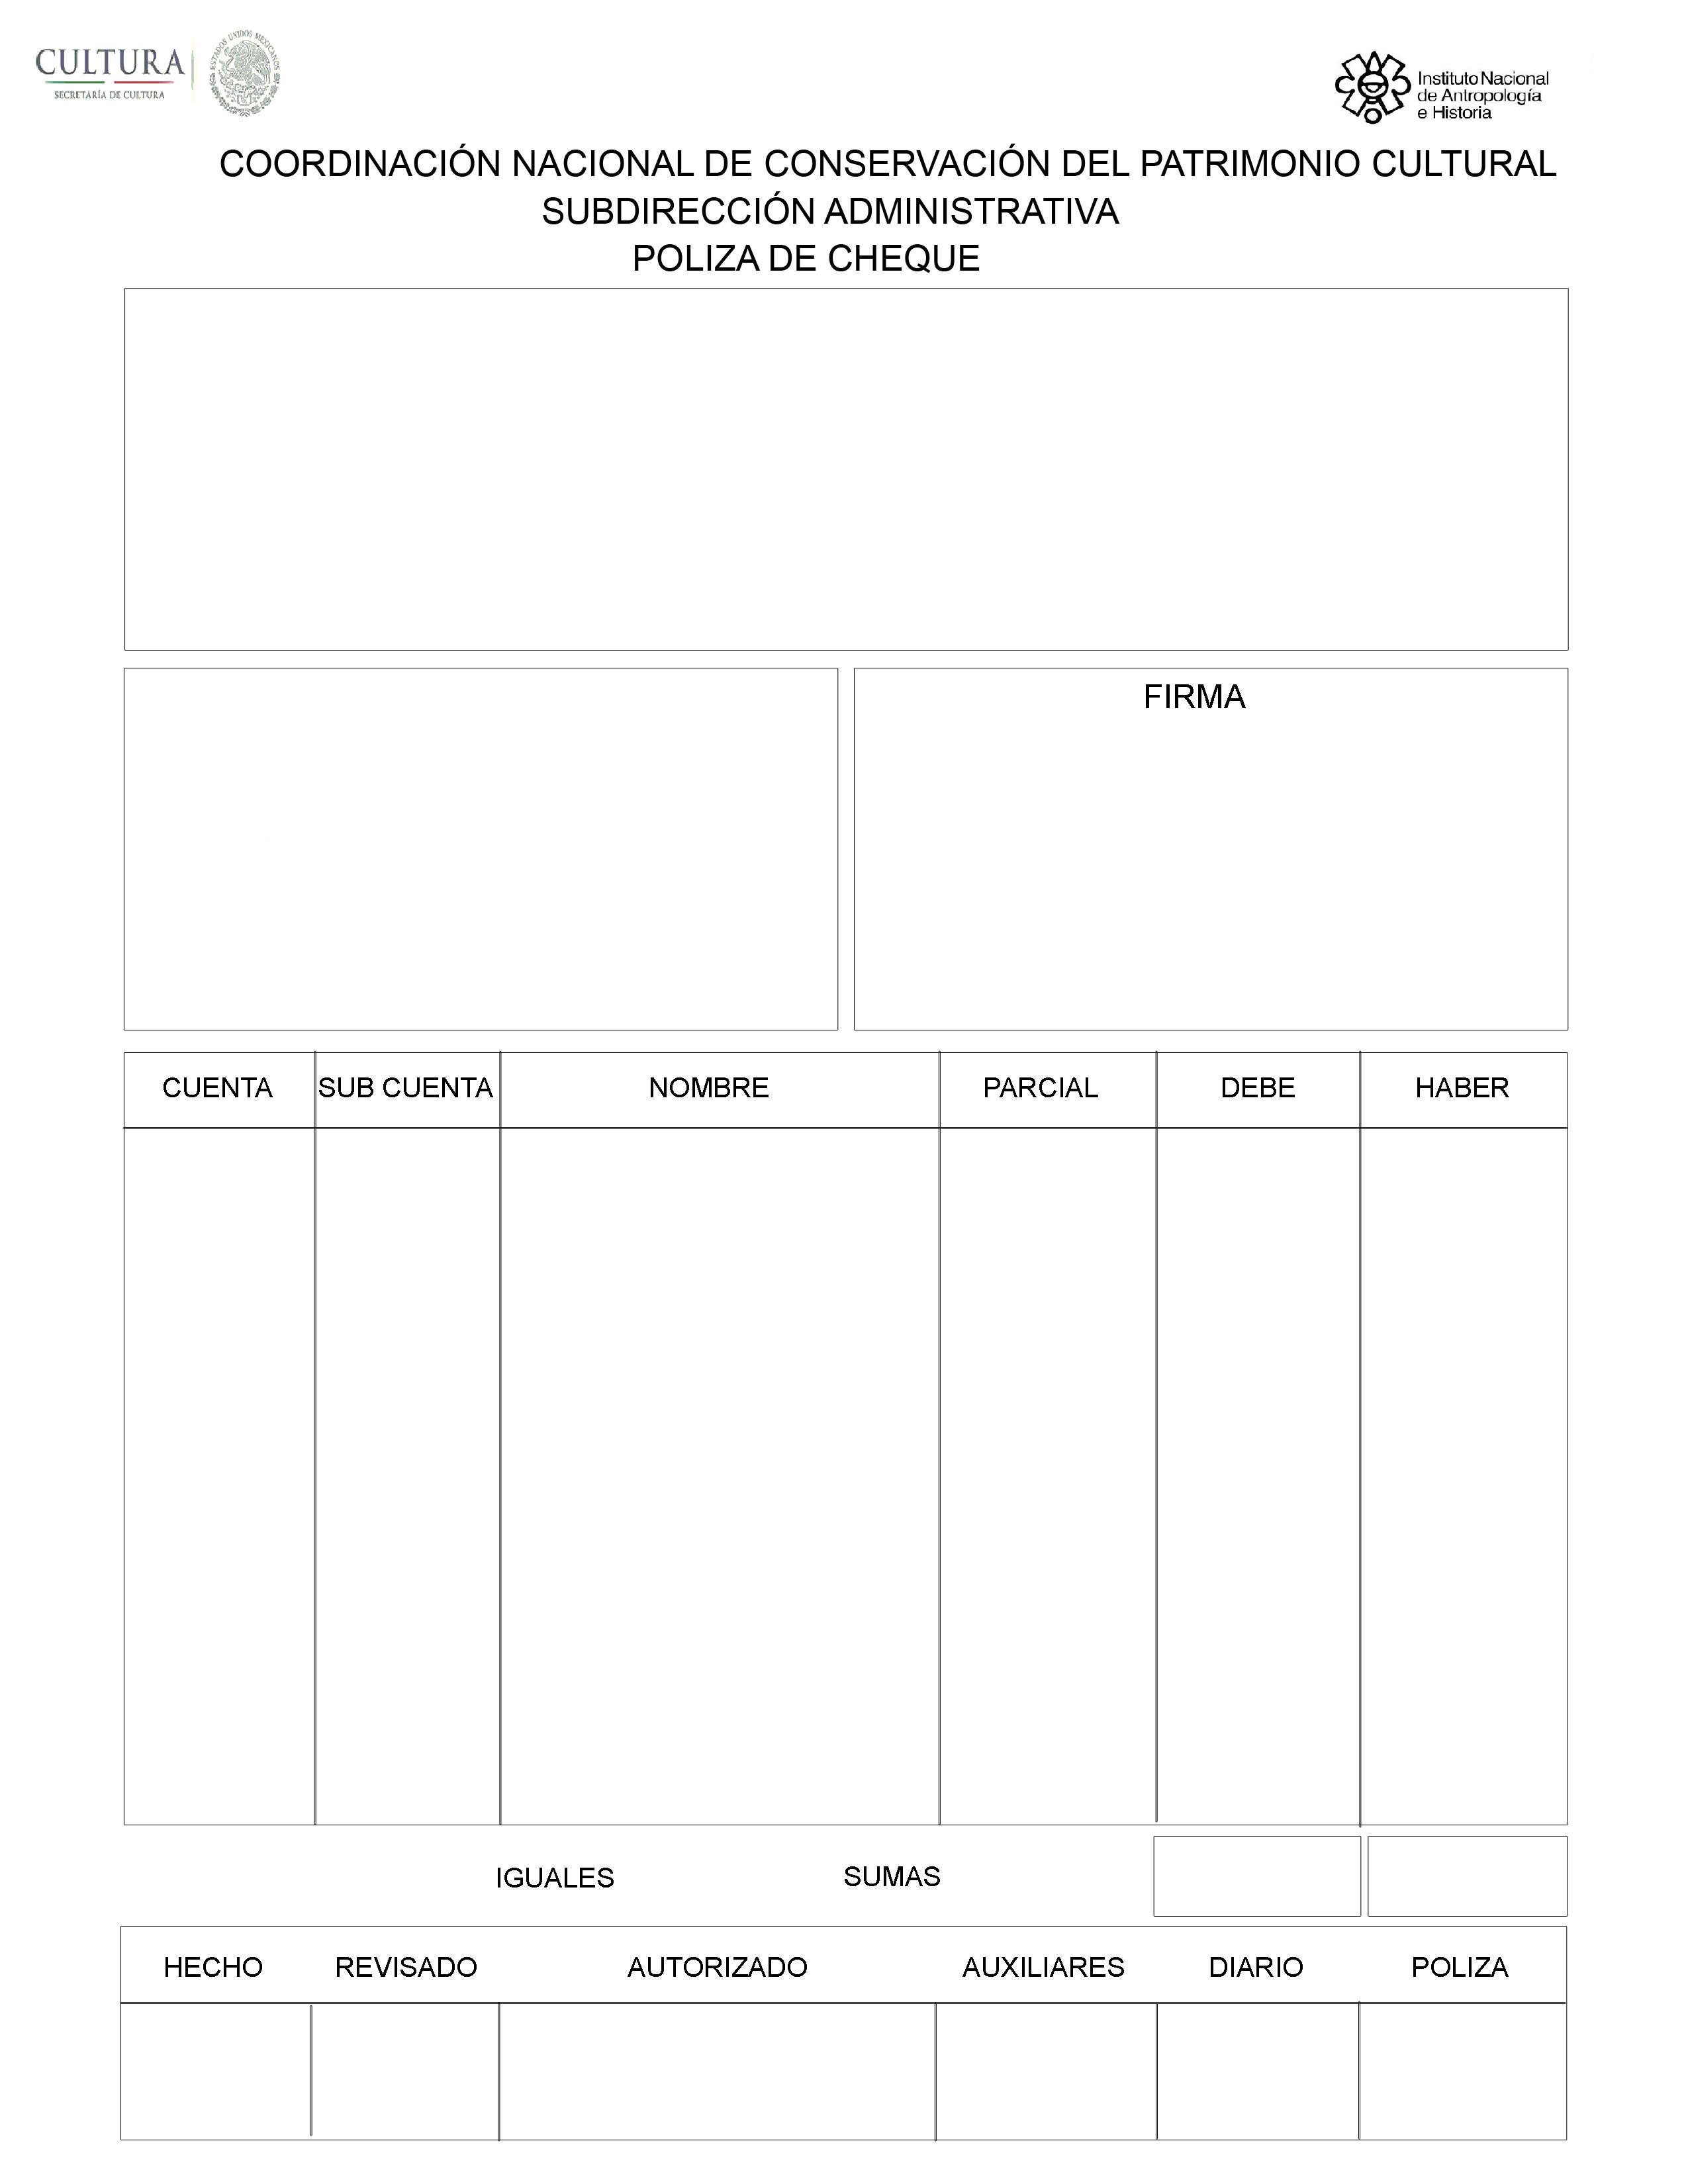 CULTURA
SECRETARÍA DE CULTURA
ESTADOS UNIDOS MEXICANOS
Instituto Nacional
de Antropología
e Historia
COORDINACIÓN NACIONAL DE CONSERVACIÓN DEL PATRIMONIO CULTURAL
SUBDIRECCIÓN ADMINISTRATIVA
POLIZA DE CHEQUE
FIRMA
CUENTA SUB CUENTA NOMBRE PARCIAL DEBE HABER
IGUALES SUMAS
HECHO REVISADO AUTORIZADO AUXILIARES DIARIO POLIZA